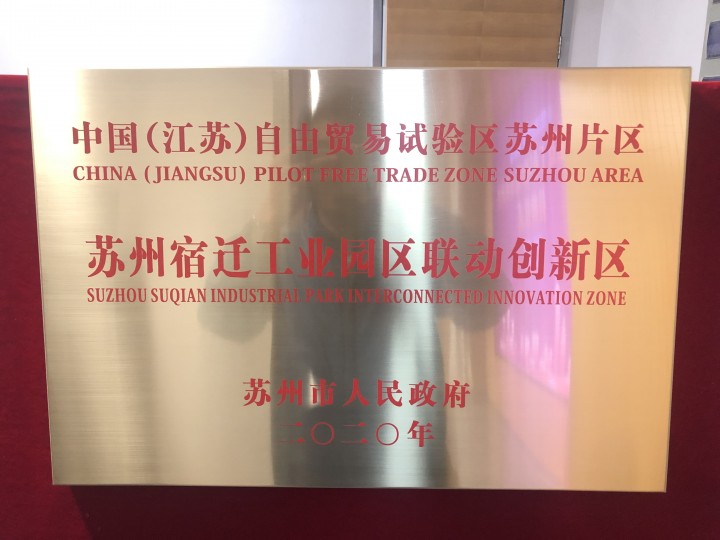 中国(江苏)自由贸易试验区苏州片区
CHINA (JIANGSU) PILOT FREE TRADE ZONE SUZHOU AREA
苏州宿迁工业园区联动创新区
SUZHOU SUQIAN INDUSTRIAL PARK INTERCONNECTED INNOVATION ZONE
苏州市人民政府
二〇二〇年